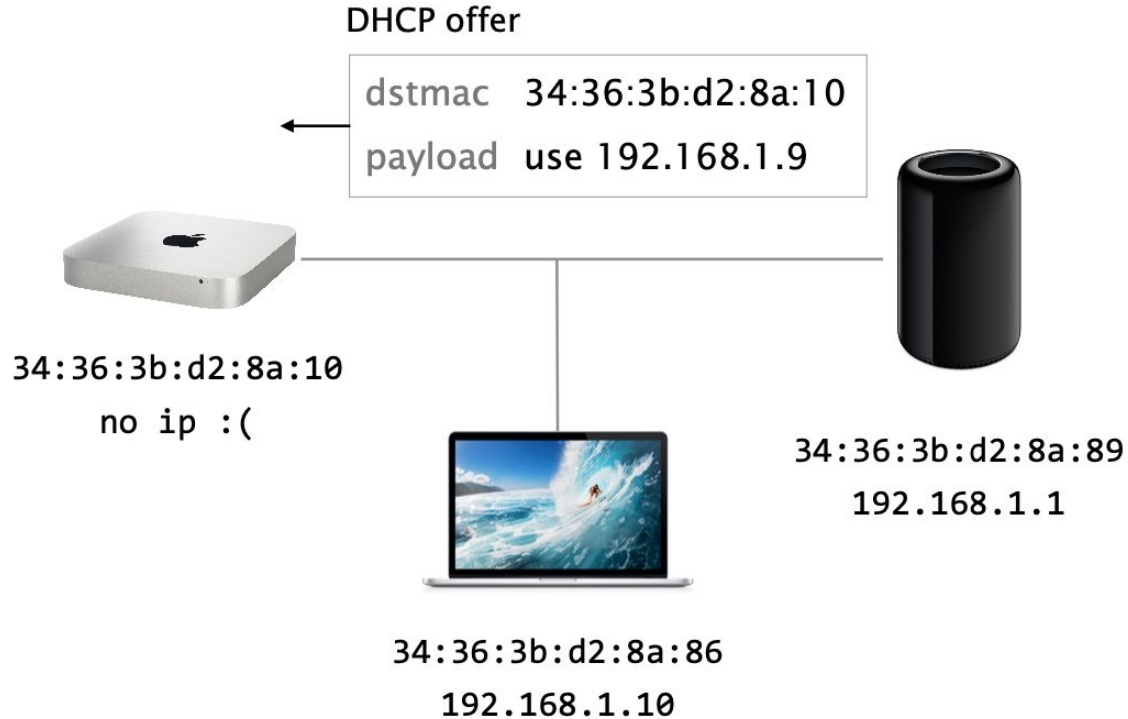 DHCP offer
dstmac 34:36:3b:d2:8a:10
payload use 192.168.1.9
34:36:3b:d2:8a:10
no ip :(
34:36:3b:d2:8a:89
192.168.1.1
34:36:3b:d2:8a:86
192.168.1.10